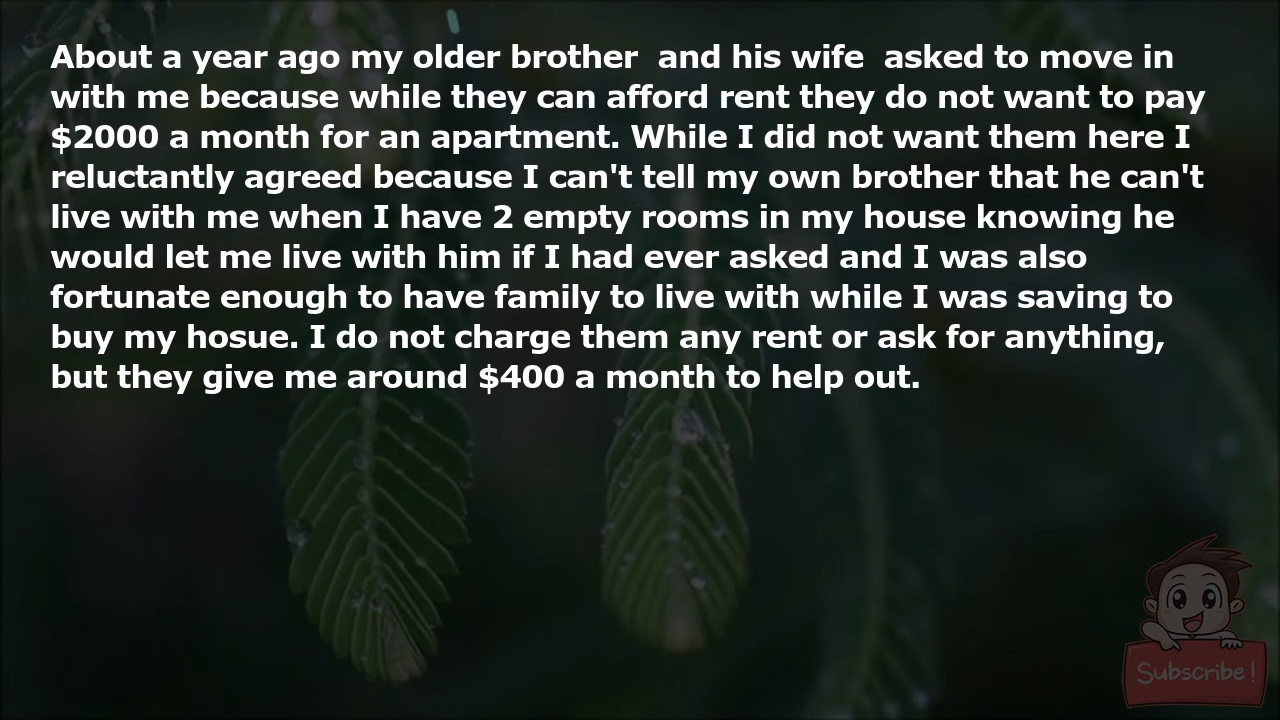 About a year ago my older brother  and his wife  asked to move in
with me because while they can afford rent they do not want to pay
$2000 a month for an apartment. While I did not want them here I
reluctantly agreed because I can't tell my own brother that he can't
live with me when I have 2 empty rooms in my house knowing he
would let me live with him if I had ever asked and I was also
fortunate enough to have family to live with while I was saving to
buy my hosue. I do not charge them any rent or ask for anything,
but they give me around $400 a month to help out.
Subscribe!